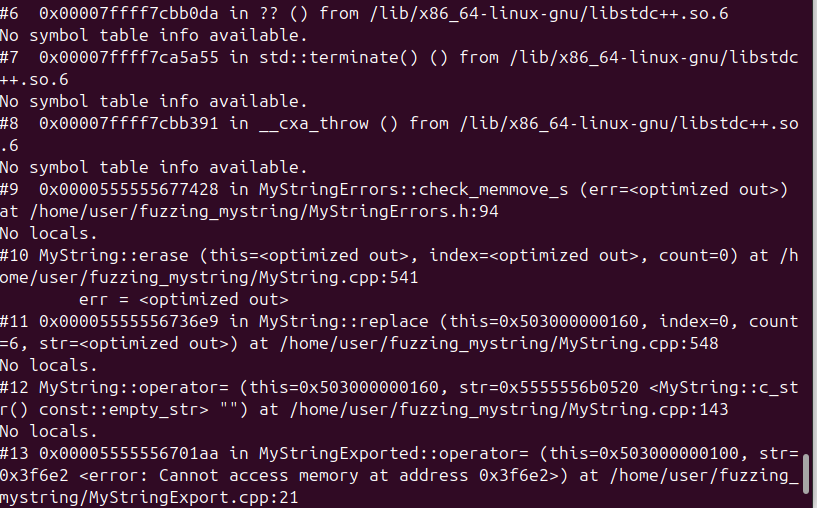 #6  0x00007ffff7cbb0da in ?? () from /lib/x86_64-linux-gnu/libstdc++.so.6
No symbol table info available.
#7  0x00007ffff7ca5a55 in std::terminate() () from /lib/x86_64-linux-gnu/libstdc
++.so.6
No symbol table info available.
#8  0x00007ffff7cbb391 in __cxa_throw () from /lib/x86_64-linux-gnu/libstdc++.so
.6
No symbol table info available.
#9  0x0000555555677428 in MyStringErrors::check_memmove_s (err=<optimized out>)
at /home/user/fuzzing_mystring/MyStringErrors.h:94
No locals.
#10 MyString::erase (this=<optimized out>, index=<optimized out>, count=0) at /h
ome/user/fuzzing_mystring/MyString.cpp:541
        err = <optimized out>
#11 0x00005555556736e9 in MyString::replace (this=0x503000000160, index=0, count
=6, str=<optimized out>) at /home/user/fuzzing_mystring/MyString.cpp:548
No locals.
#12 MyString::operator= (this=0x503000000160, str=0x5555556b0520 <MyString::c_st
r() const::empty_str> "") at /home/user/fuzzing_mystring/MyString.cpp:143
No locals.
#13 0x00005555556701aa in MyStringExported::operator= (this=0x503000000100, str=
0x3f6e2 <error: Cannot access memory at address 0x3f6e2>) at /home/user/fuzzing_
mystring/MyStringExport.cpp:21